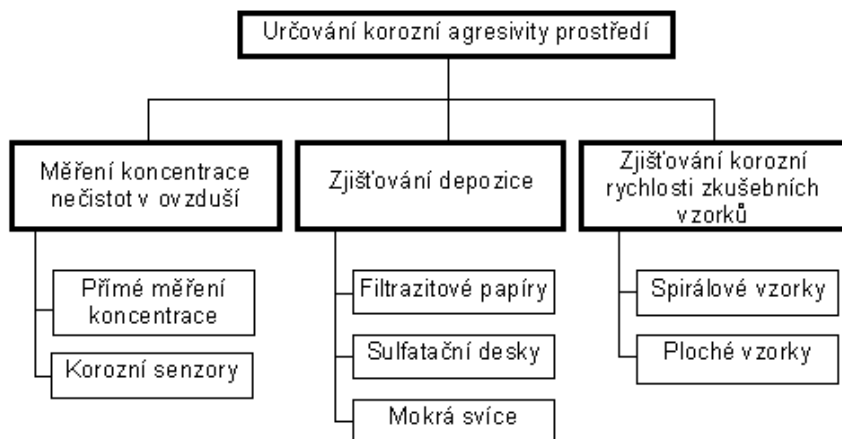 Určování korozní agresivity prostředí
Měření koncentrace
nečistot v ovzduší
Přímé měření
koncentrace
Korozní senzory
Zjišťování depozice
Filtrazitové papíry
Sulfatační desky
Mokrá svíce
Zjišťování korozní
rychlosti zkušebních
vzorků
Spirálové vzorky
Ploché vzorky